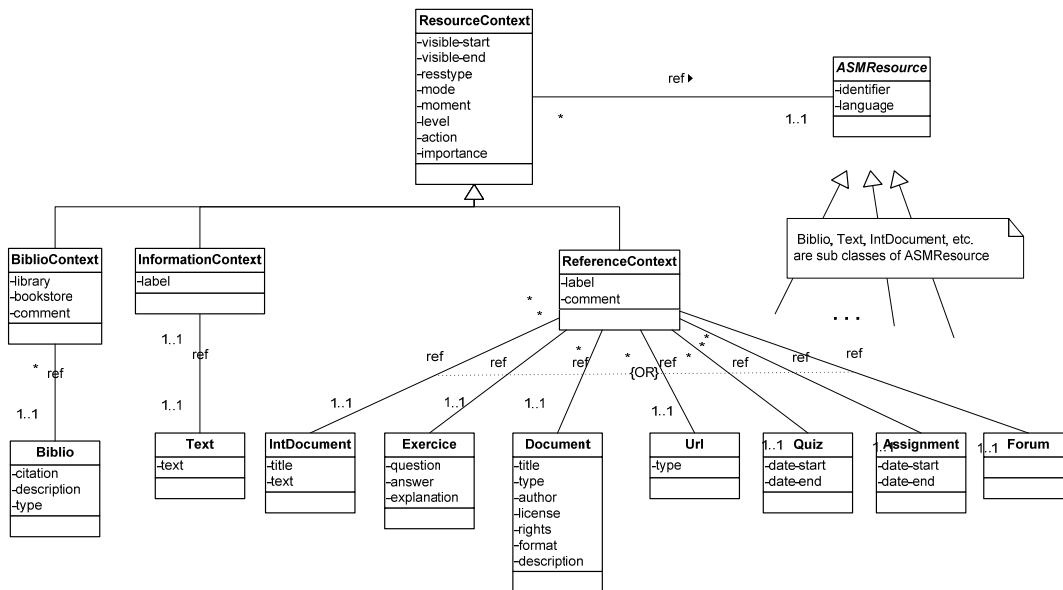 ResourceContext
-visible-start
-visible-end
-resstype
-mode
-moment
-level
-action
-importance
ref
*
1..1
ASMResource
-identifier
-language
Biblio, Text, IntDocument, etc.
are sub classes of ASMResource
. . .
BiblioContext
-library
-bookstore
-comment
InformationContext
-label
ReferenceContext
-label
-comment
*
ref
1..1
1..1
ref
1..1
*
*
*
*
*
*
*
ref
ref
ref
ref
ref
ref
ref
{OR}
1..1
1..1
1..1
1..1
1..1
1..1
1..1
Biblio
-citation
-description
-type
Text
-text
IntDocument
-title
-text
Exercice
-question
-answer
-explanation
Document
-title
-type
-author
-license
-rights
-format
-description
Url
-type
Quiz
-date-start
-date-end
Assignment
-date-start
-date-end
Forum